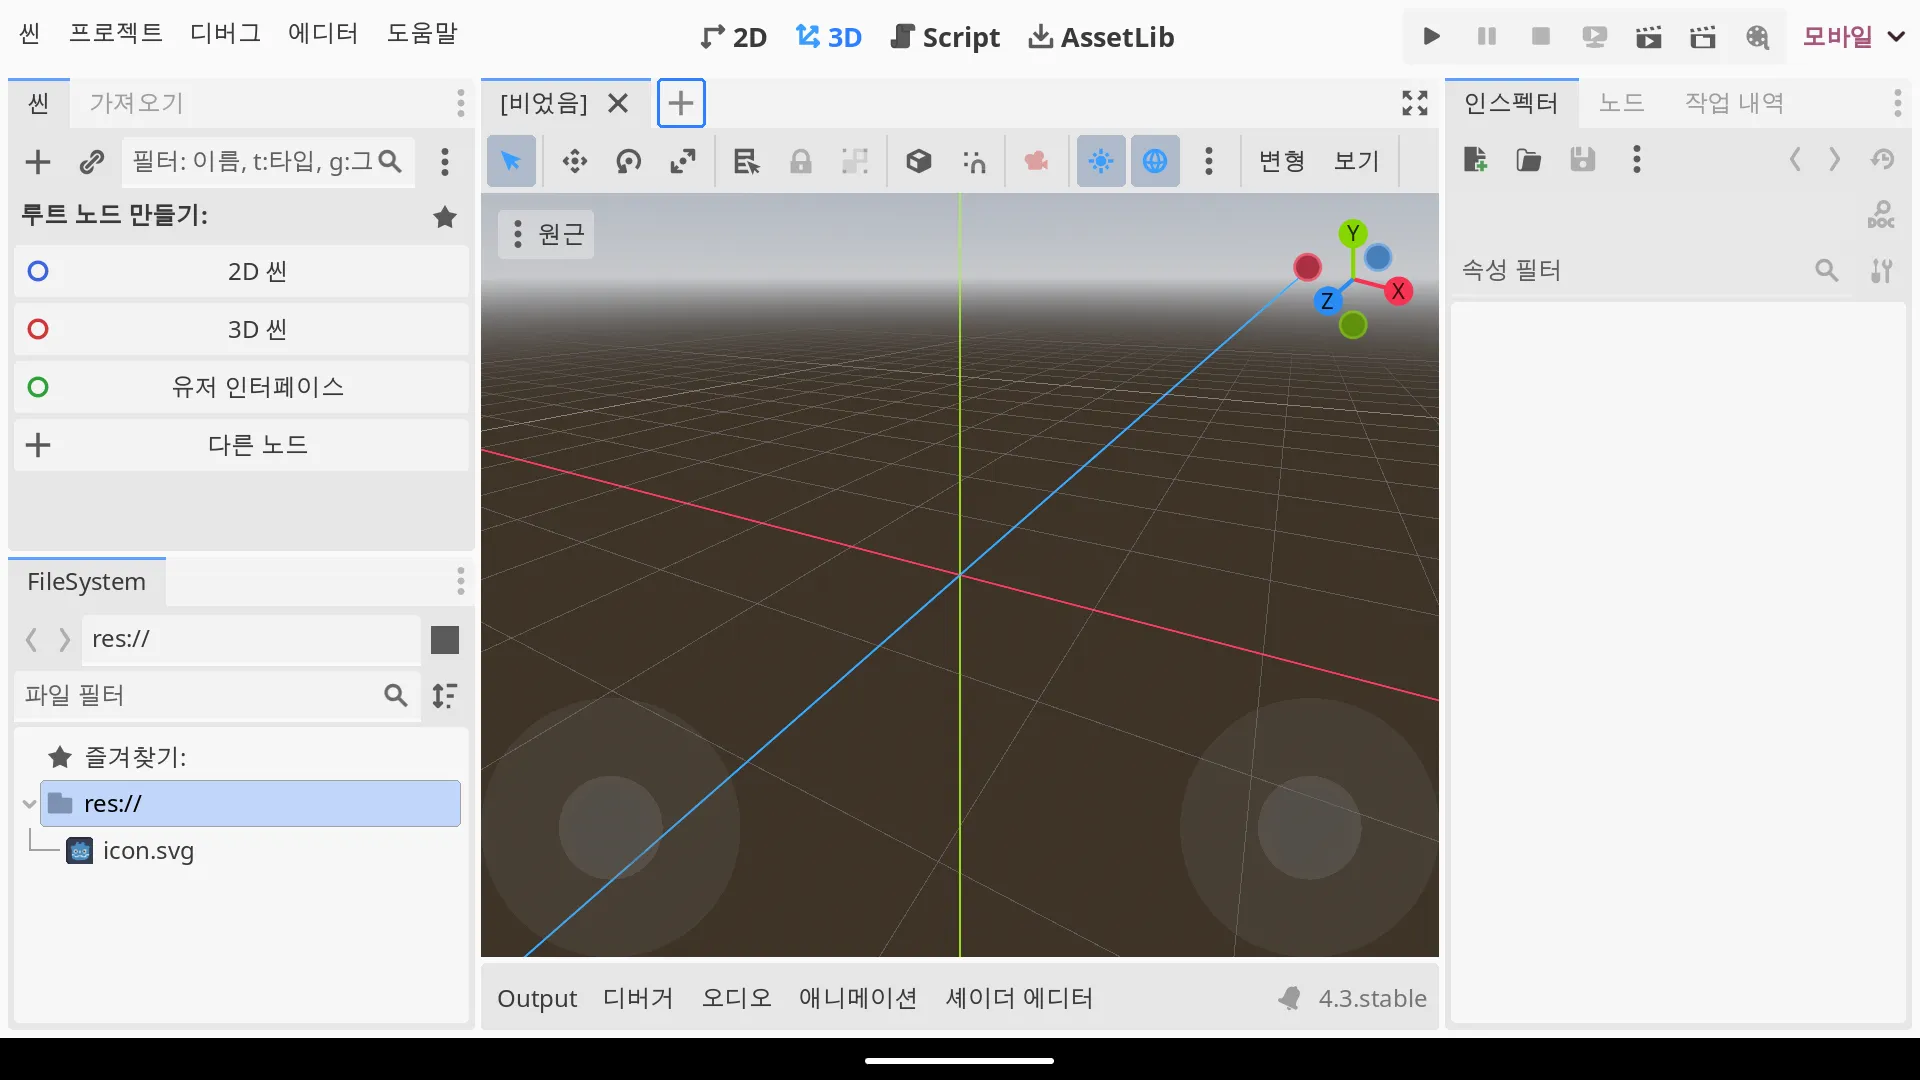 씬 프로젝트 디버그 에디터 도움말
2D 3D Script AssetLib
모바일
씬 가져오기
필터: 이름, t:타입, g:그
루트 노드 만들기:
2D 씬
3D 씬
유저 인터페이스
다른 노드
FileSystem
res://
파일 필터
즐겨찾기:
res://
icon.svg
[비었음]
변형 보기
원근
Y
X
Z
Output 디버거 오디오 애니메이션 셰이더 에디터
4.3.stable
인스펙터 노드 작업 내역
DOC
속성 필터